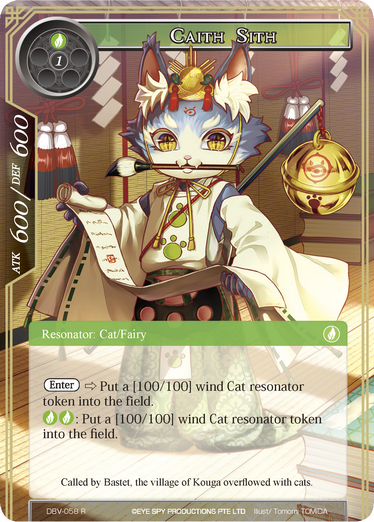 Caith Sith
1
ATK 600 / DEF 600
Resonator: Cat/Fairy
Enter ⇨ Put a [100/100] wind Cat resonator
token into the field.
: Put a [100/100] wind Cat resonator token
into the field.
Called by Bastet, the village of Kouga overflowed with cats.
DBV-058 R ©EYE SPY PRODUCTIONS PTE LTD Illust/ Tomomi TOMIDA